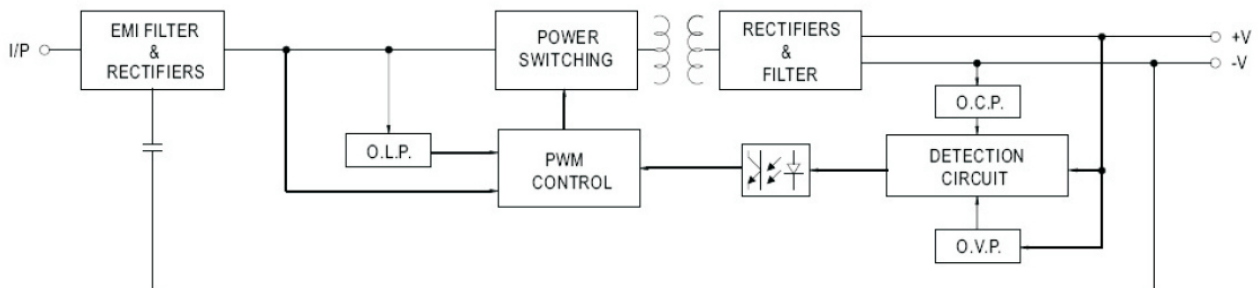 I/P
EMI FILTER
&
RECTIFIERS
POWER
SWITCHING
RECTIFIERS
&
FILTER
+V
-V
O.C.P.
O.L.P.
PWM
CONTROL
DETECTION
CIRCUIT
O.V.P.